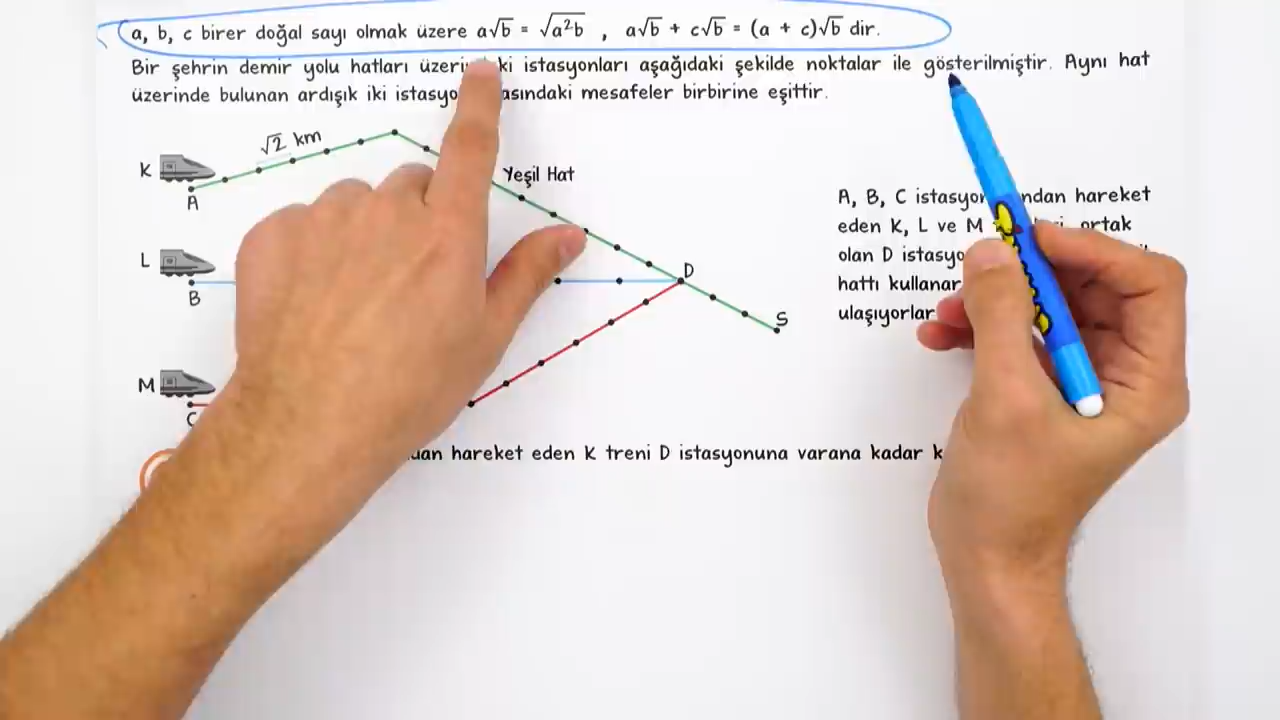 a, b, c birer doğal sayı olmak üzere a√b = √a²b , a√b + c√b = (a + c)√b dir.
Bir şehrin demir yolu hatları üzeri ki istasyonları aşağıdaki şekilde noktalar ile gösterilmiştir. Aynı hat
üzerinde bulunan ardışık iki istasyo asındaki mesafeler birbirine eşittir.
√2 km
K
A
Yeşil Hat
L
B
D
S
M
C
A, B, C istasyon ndan hareket
eden K, L ve M ortak
olan D istasyo
hattı kullanar
ulaşıyorlar
dan hareket eden K treni D istasyonuna varana kadar k